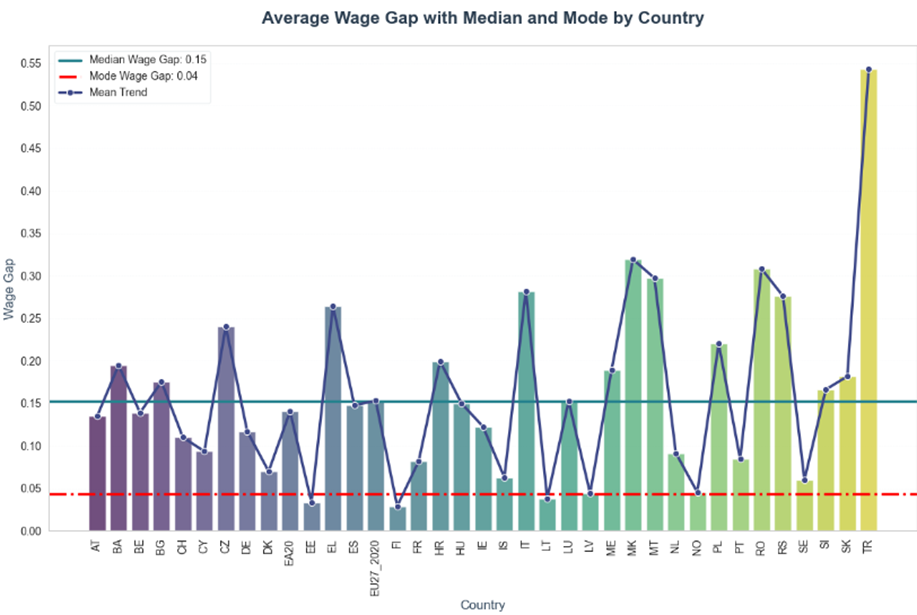 Average Wage Gap with Median and Mode by Country
Median Wage Gap: 0.15
Mode Wage Gap: 0.04
Mean Trend
0.55
0.50
0.45
0.40
0.35
0.30
0.25
0.20
0.15
0.10
0.05
0.00
Wage Gap
AT
BA
BE
BG
CH
CY
CZ
DE
DK
EA20
EE
EL
ES
EU27_2020
FI
FR
HR
HU
IE
IS
IT
LT
LU
LV
ME
MK
MT
NL
NO
PL
PT
RO
RS
SE
SI
SK
TR
Country